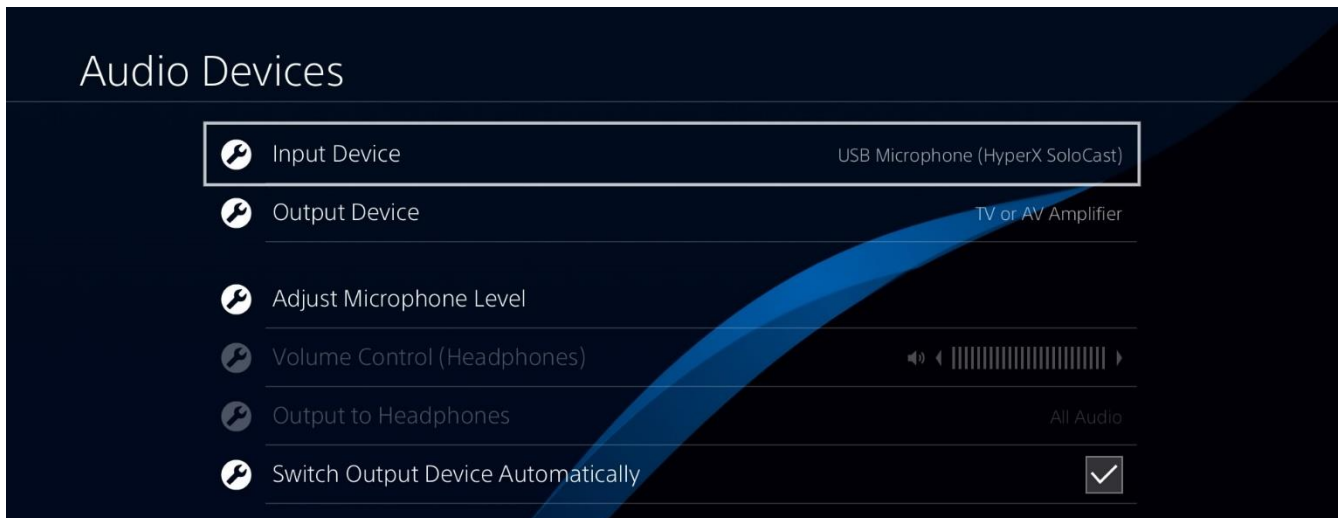 Audio Devices
Input Device USB Microphone (HyperX SoloCast)
Output Device TV or AV Amplifier
Adjust Microphone Level
Volume Control (Headphones)
Output to Headphones All Audio
Switch Output Device Automatically